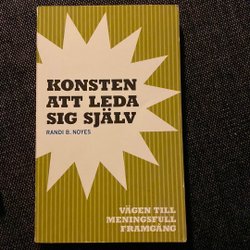 KONSTEN
ATT LEDA
SIG SJÄLV
RANDI B. NOYES
VÄGEN TILL
MENINGSFULL
FRAMGÅNG